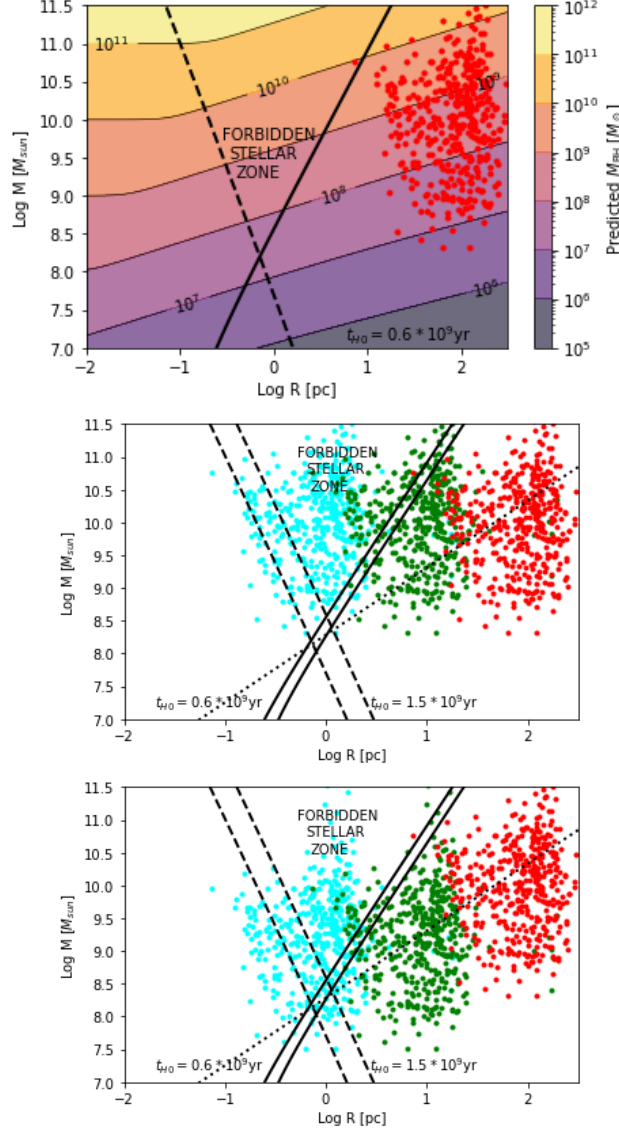 11.5
11.0
10.5
10.0
9.5
9.0
8.5
8.0
7.5
7.0
Log M [M_sun]
10^11
10^10
10^9
10^8
10^7
10^6
FORBIDDEN
STELLAR
ZONE
t_H0 = 0.6 * 10^9yr
−2
−1
0
1
2
Log R [pc]
10^12
10^11
10^10
10^9
10^8
10^7
10^6
10^5
Predicted M_BH [M_⊙]
11.5
11.0
10.5
10.0
9.5
9.0
8.5
8.0
7.5
7.0
Log M [M_sun]
FORBIDDEN
STELLAR
ZONE
t_H0 = 0.6 * 10^9yr
t_H0 = 1.5 * 10^9yr
−2
−1
0
1
2
Log R [pc]
11.5
11.0
10.5
10.0
9.5
9.0
8.5
8.0
7.5
7.0
Log M [M_sun]
FORBIDDEN
STELLAR
ZONE
t_H0 = 0.6 * 10^9yr
t_H0 = 1.5 * 10^9yr
−2
−1
0
1
2
Log R [pc]